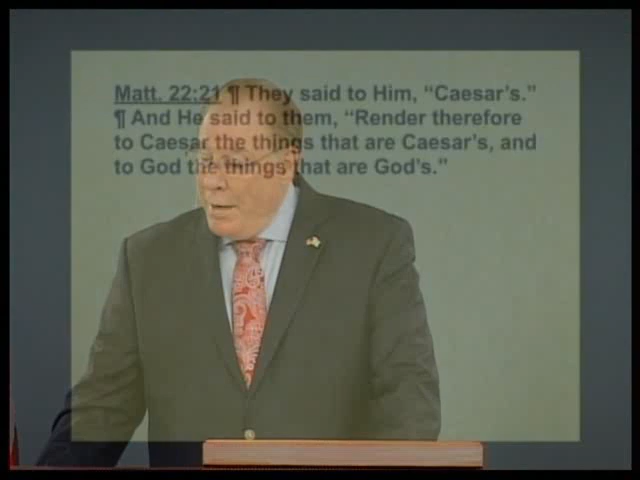 Matt. 22:21 ¶ They said to Him, “Caesar’s.”
¶ And He said to them, “Render therefore
to Caesar the things that are Caesar’s, and
to God the things that are God’s.”